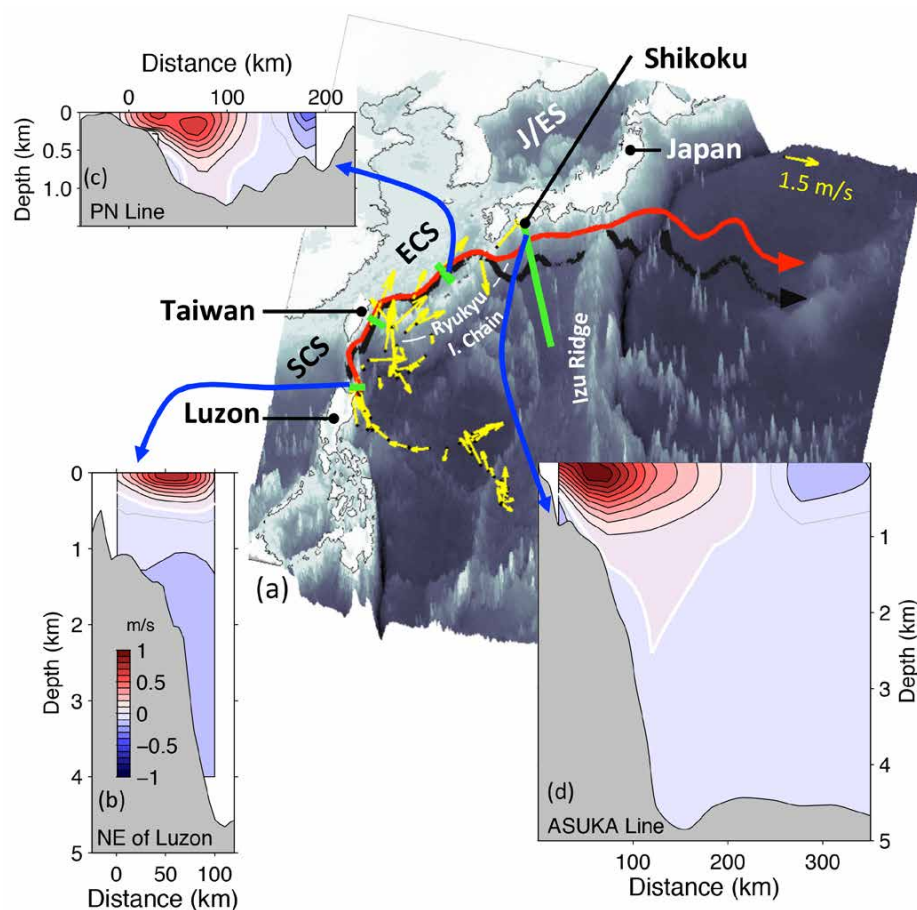 Distance (km)
0 100 200
0
0.5
1.0
Depth (km)
(c)
PN Line
Shikoku
J/ES
Japan
1.5 m/s
ECS
Taiwan
Ryukyu
I. Chain
SCS
Izu Ridge
Luzon
(a)
0
1
2
3
4
5
Depth (km)
m/s
1
0.5
0
−0.5
−1
(b)
NE of Luzon
0 50 100
Distance (km)
1
2
3
4
5
Depth (km)
(d)
ASUKA Line
100 200 300
Distance (km)